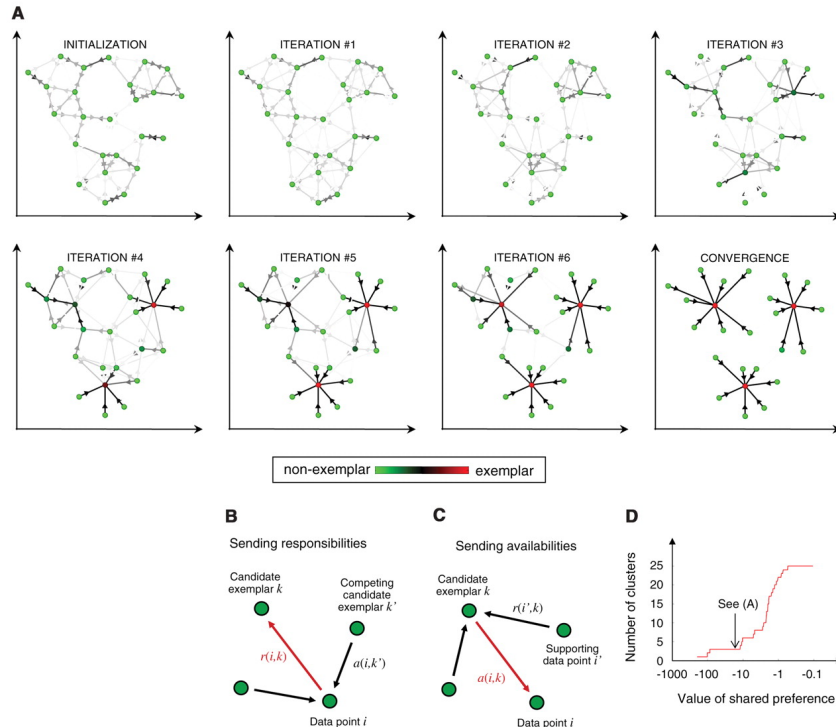 A
INITIALIZATION
ITERATION #1
ITERATION #2
ITERATION #3
ITERATION #4
ITERATION #5
ITERATION #6
CONVERGENCE
non-exemplar
exemplar
B
Sending responsibilities
Candidate
exemplar k
Competing
candidate
exemplar k'
r(i,k)
a(i,k')
Data point i
C
Sending availabilities
Candidate
exemplar k
r(i',k)
Supporting
data point i'
a(i,k)
Data point i
D
Number of clusters
25
20
15
10
5
0
See (A)
-1000
-100
-10
-1
-0.1
Value of shared preference